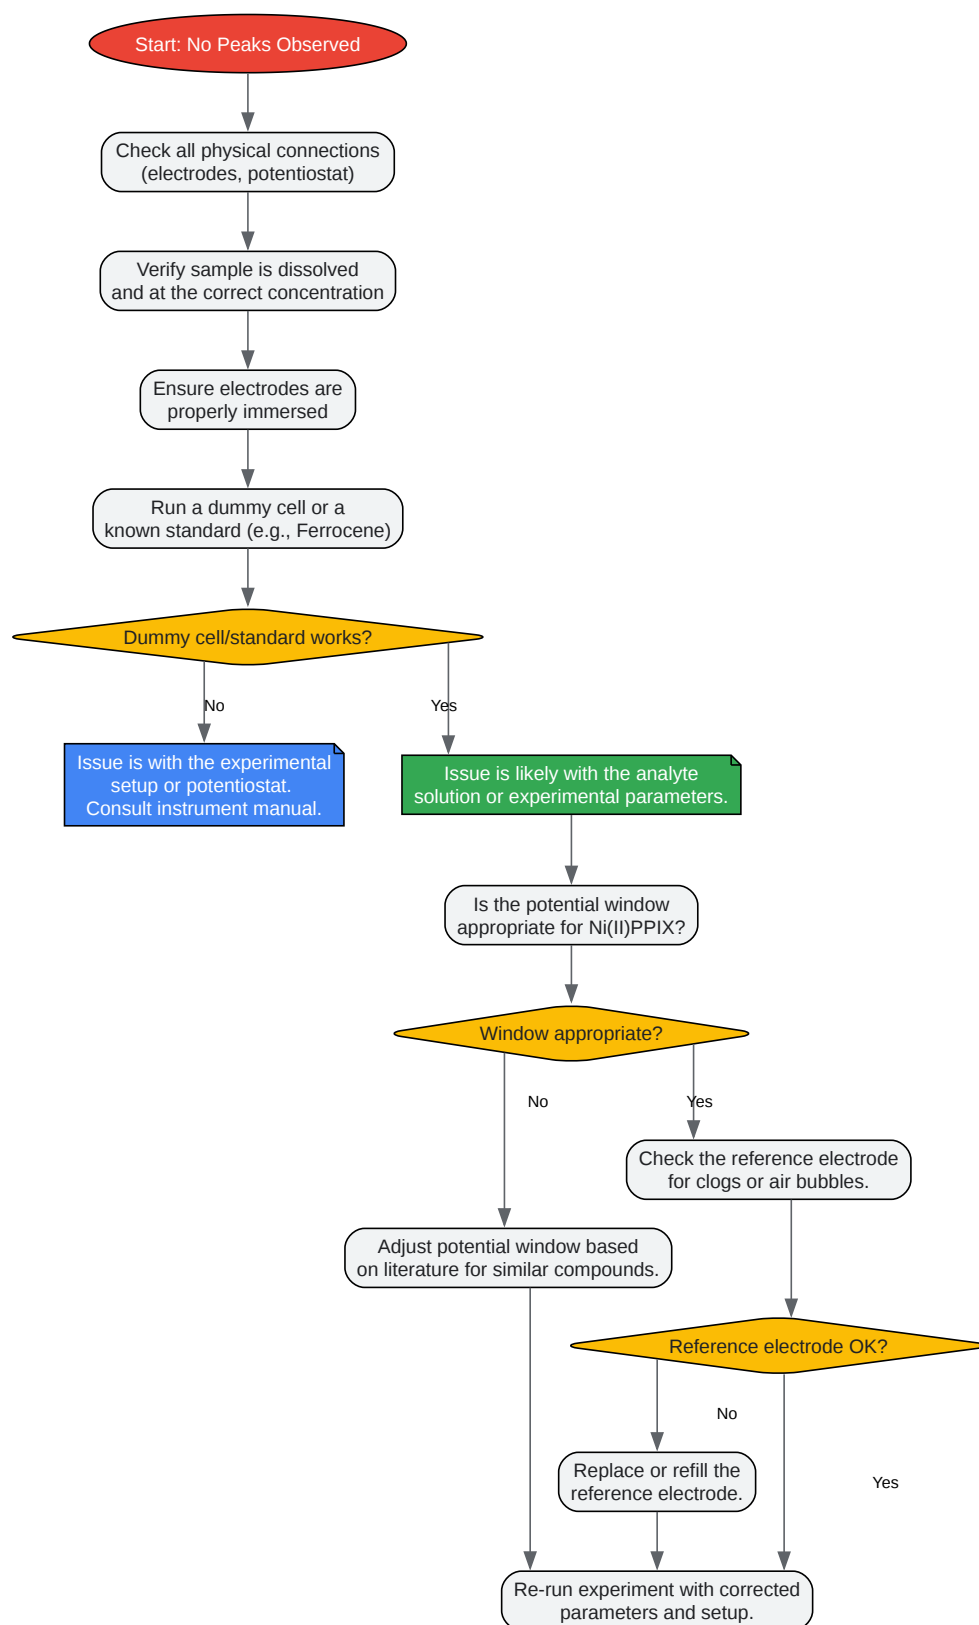 Start: No Peaks Observed
Check all physical connections
(electrodes, potentiostat)
Verify sample is dissolved
and at the correct concentration
Ensure electrodes are
properly immersed
Run a dummy cell or a
known standard (e.g., Ferrocene)
Dummy cell/standard works?
No
Yes
Issue is with the experimental
setup or potentiostat.
Consult instrument manual.
Issue is likely with the analyte
solution or experimental parameters.
Is the potential window
appropriate for Ni(II)PPIX?
Window appropriate?
No
Yes
Check the reference electrode
for clogs or air bubbles.
Adjust potential window based
on literature for similar compounds.
Reference electrode OK?
No
Yes
Replace or refill the
reference electrode.
Re-run experiment with corrected
parameters and setup.